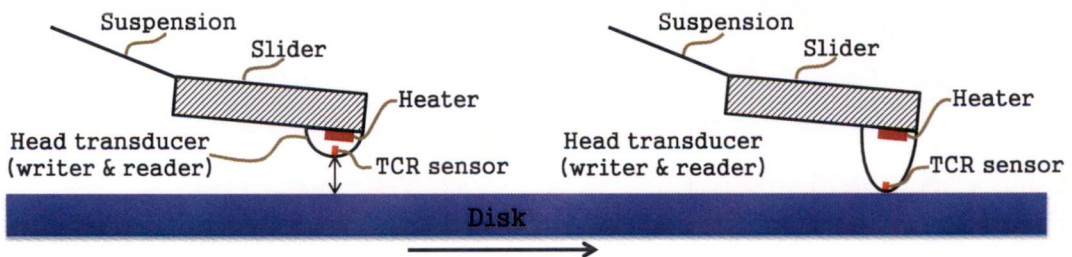 Suspension
Slider
Heater
Head transducer
(writer & reader)
TCR sensor
Suspension
Slider
Heater
Head transducer
(writer & reader)
TCR sensor
Disk